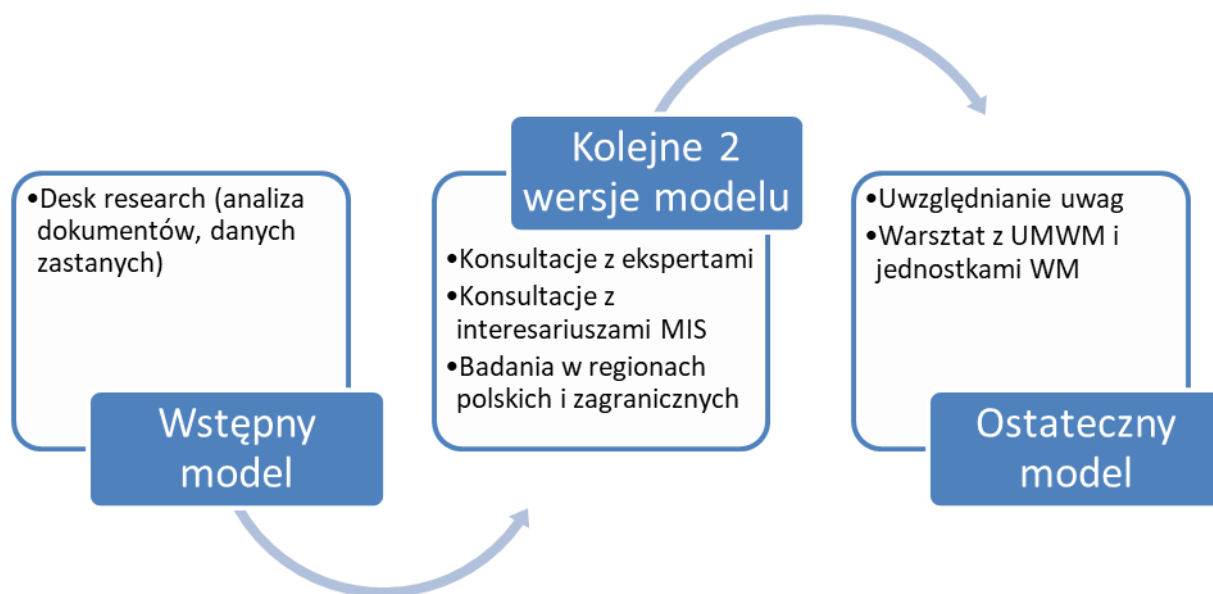 •Desk research (analiza
dokumentów, danych
zastanych)
Wstępny
model
Kolejne 2
wersje modelu
•Konsultacje z ekspertami
•Konsultacje z
interesariuszami MIS
•Badania w regionach
polskich i zagranicznych
•Uwzględnianie uwag
•Warsztat z UMWM i
jednostkami WM
Ostateczny
model